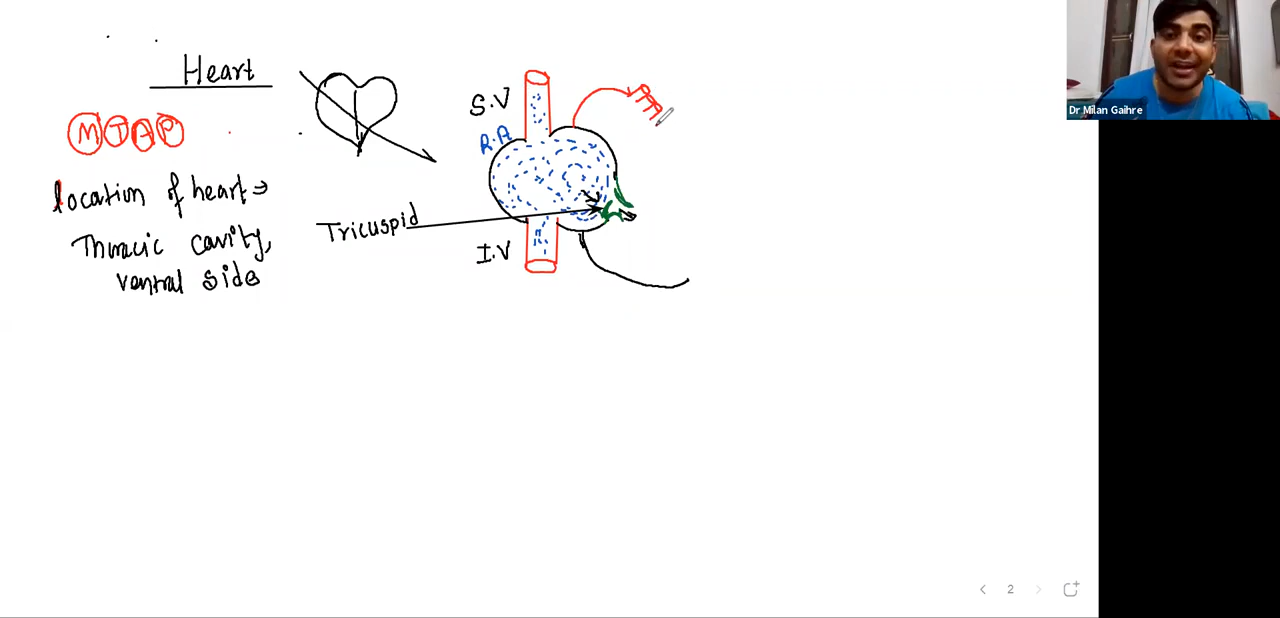 Heart
MTAP
location of heart ⇒
Thoracic cavity,
ventral side
S.V
R.A
Tricuspid
I.V
Dr Milan Gaihre
2